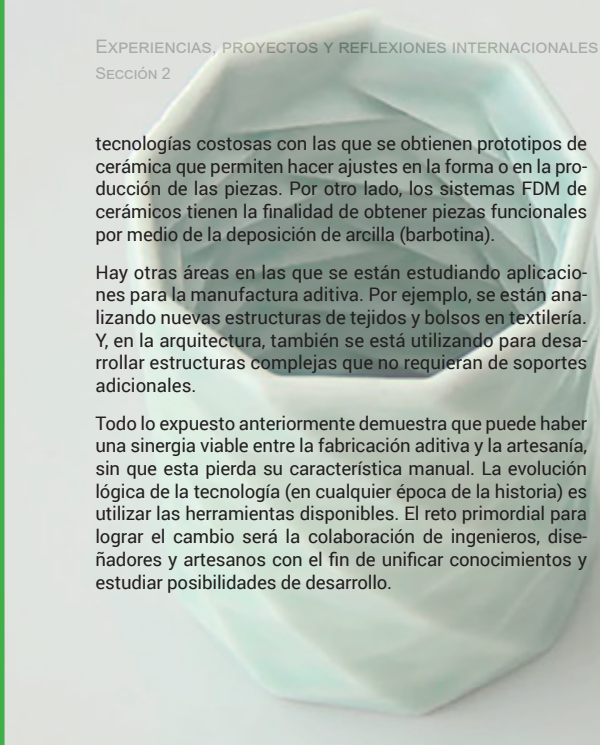 Experiencias, proyectos y reflexiones internacionales
Sección 2
tecnologías costosas con las que se obtienen prototipos de
cerámica que permiten hacer ajustes en la forma o en la pro-
ducción de las piezas. Por otro lado, los sistemas FDM de
cerámicos tienen la finalidad de obtener piezas funcionales
por medio de la deposición de arcilla (barbotina).
Hay otras áreas en las que se están estudiando aplicacio-
nes para la manufactura aditiva. Por ejemplo, se están ana-
lizando nuevas estructuras de tejidos y bolsos en textilería.
Y, en la arquitectura, también se está utilizando para desa-
rrollar estructuras complejas que no requieran de soportes
adicionales.
Todo lo expuesto anteriormente demuestra que puede haber
una sinergia viable entre la fabricación aditiva y la artesanía,
sin que esta pierda su característica manual. La evolución
lógica de la tecnología (en cualquier época de la historia) es
utilizar las herramientas disponibles. El reto primordial para
lograr el cambio será la colaboración de ingenieros, dise-
ñadores y artesanos con el fin de unificar conocimientos y
estudiar posibilidades de desarrollo.